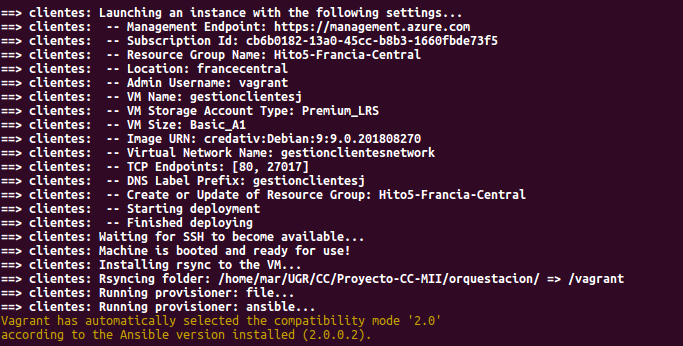 ==> clientes: Launching an instance with the following settings...
==> clientes:  -- Management Endpoint: https://management.azure.com
==> clientes:  -- Subscription Id: cb6b0182-13a0-45cc-b8b3-1660fbde73f5
==> clientes:  -- Resource Group Name: Hito5-Francia-Central
==> clientes:  -- Location: francecentral
==> clientes:  -- Admin Username: vagrant
==> clientes:  -- VM Name: gestionclientesj
==> clientes:  -- VM Storage Account Type: Premium_LRS
==> clientes:  -- VM Size: Basic_A1
==> clientes:  -- Image URN: credativ:Debian:9:9.0.201808270
==> clientes:  -- Virtual Network Name: gestionclientesnetwork
==> clientes:  -- TCP Endpoints: [80, 27017]
==> clientes:  -- DNS Label Prefix: gestionclientesj
==> clientes:  -- Create or Update of Resource Group: Hito5-Francia-Central
==> clientes:  -- Starting deployment
==> clientes:  -- Finished deploying
==> clientes: Waiting for SSH to become available...
==> clientes: Machine is booted and ready for use!
==> clientes: Installing rsync to the VM...
==> clientes: Rsyncing folder: /home/mar/UGR/CC/Proyecto-CC-MII/orquestacion/ => /vagrant
==> clientes: Running provisioner: file...
==> clientes: Running provisioner: ansible...
Vagrant has automatically selected the compatibility mode '2.0'
according to the Ansible version installed (2.0.0.2).